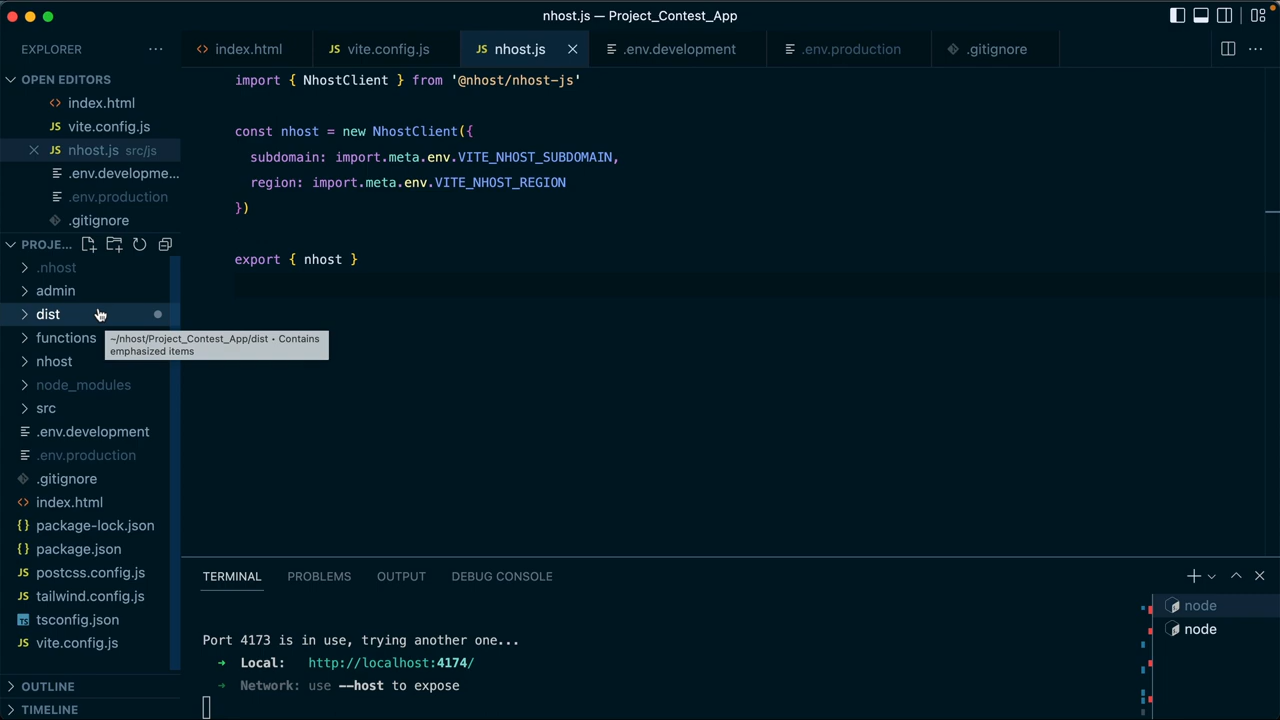 nhost.js — Project_Contest_App
EXPLORER
index.html
vite.config.js
nhost.js
.env.development
.env.production
.gitignore
OPEN EDITORS
index.html
vite.config.js
nhost.js src/js
.env.developme...
.env.production
.gitignore
PROJE...
.nhost
admin
dist
functions
nhost
node_modules
src
.env.development
.env.production
.gitignore
index.html
package-lock.json
package.json
postcss.config.js
tailwind.config.js
tsconfig.json
vite.config.js
OUTLINE
TIMELINE
~/nhost/Project_Contest_App/dist • Contains
emphasized items
import { NhostClient } from '@nhost/nhost-js'
const nhost = new NhostClient({
subdomain: import.meta.env.VITE_NHOST_SUBDOMAIN,
region: import.meta.env.VITE_NHOST_REGION
})
export { nhost }
TERMINAL
PROBLEMS
OUTPUT
DEBUG CONSOLE
Port 4173 is in use, trying another one...
➜ Local: http://localhost:4174/
➜ Network: use --host to expose
node
node